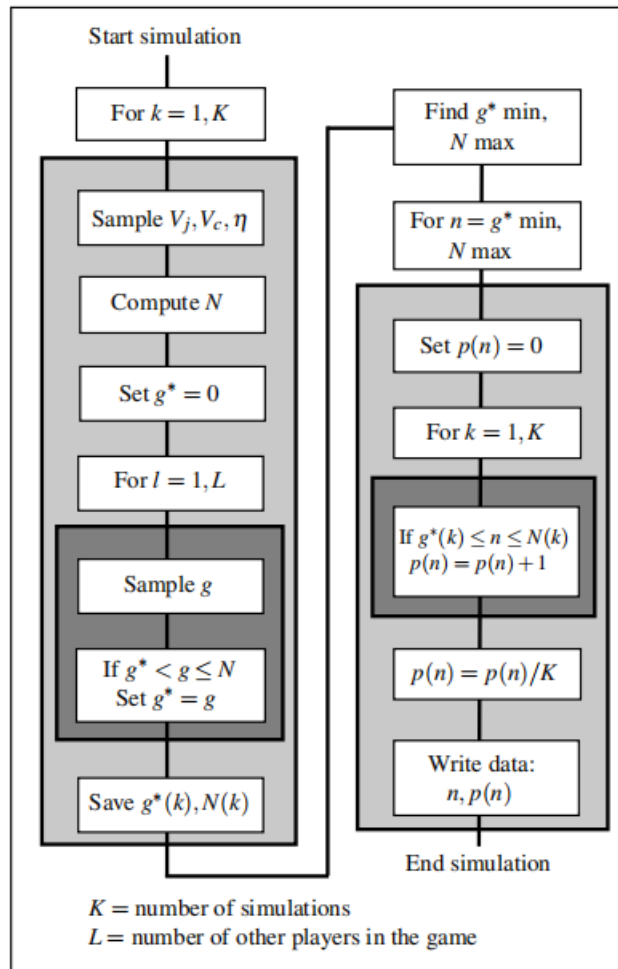 Start simulation
For k = 1, K
Sample V_j, V_c, η
Compute N
Set g* = 0
For l = 1, L
Sample g
If g* < g ≤ N
Set g* = g
Save g*(k), N(k)
Find g* min,
N max
For n = g* min,
N max
Set p(n) = 0
For k = 1, K
If g*(k) ≤ n ≤ N(k)
p(n) = p(n) + 1
p(n) = p(n)/K
Write data:
n, p(n)
End simulation
K = number of simulations
L = number of other players in the game